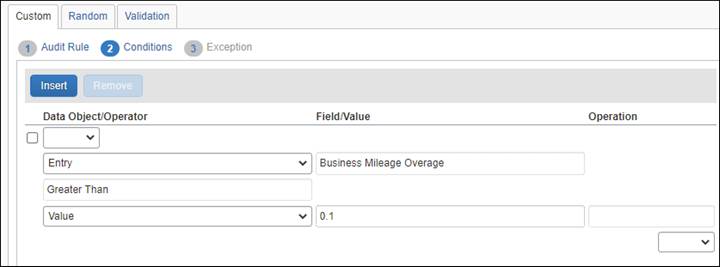 Custom Random Validation
1 Audit Rule 2 Conditions 3 Exception
Insert Remove
Data Object/Operator Field/Value Operation
Entry Business Mileage Overage
Greater Than
Value 0.1